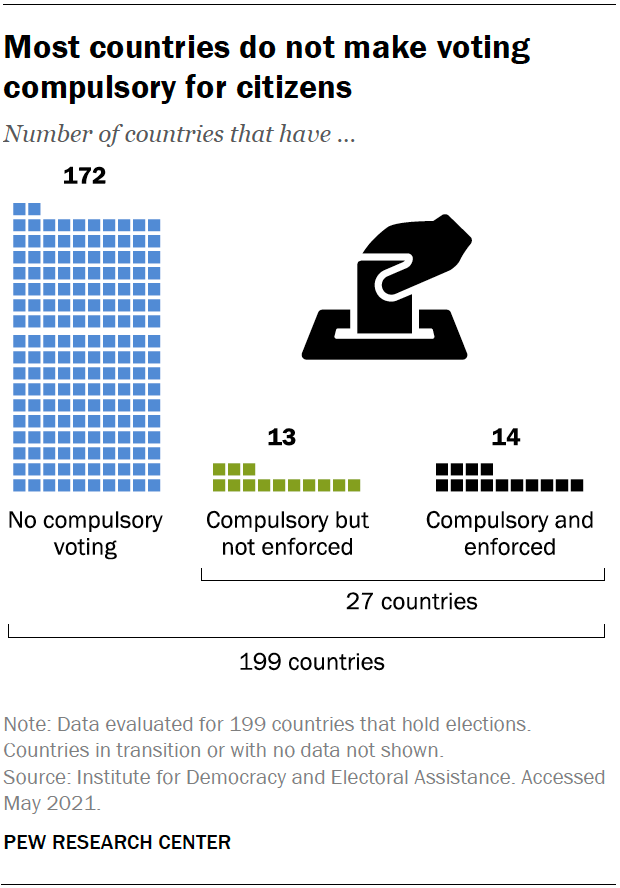 Most countries do not make voting
compulsory for citizens
Number of countries that have ...
172
13
14
No compulsory
voting
Compulsory but
not enforced
Compulsory and
enforced
27 countries
199 countries
Note: Data evaluated for 199 countries that hold elections.
Countries in transition or with no data not shown.
Source: Institute for Democracy and Electoral Assistance. Accessed
May 2021.
PEW RESEARCH CENTER